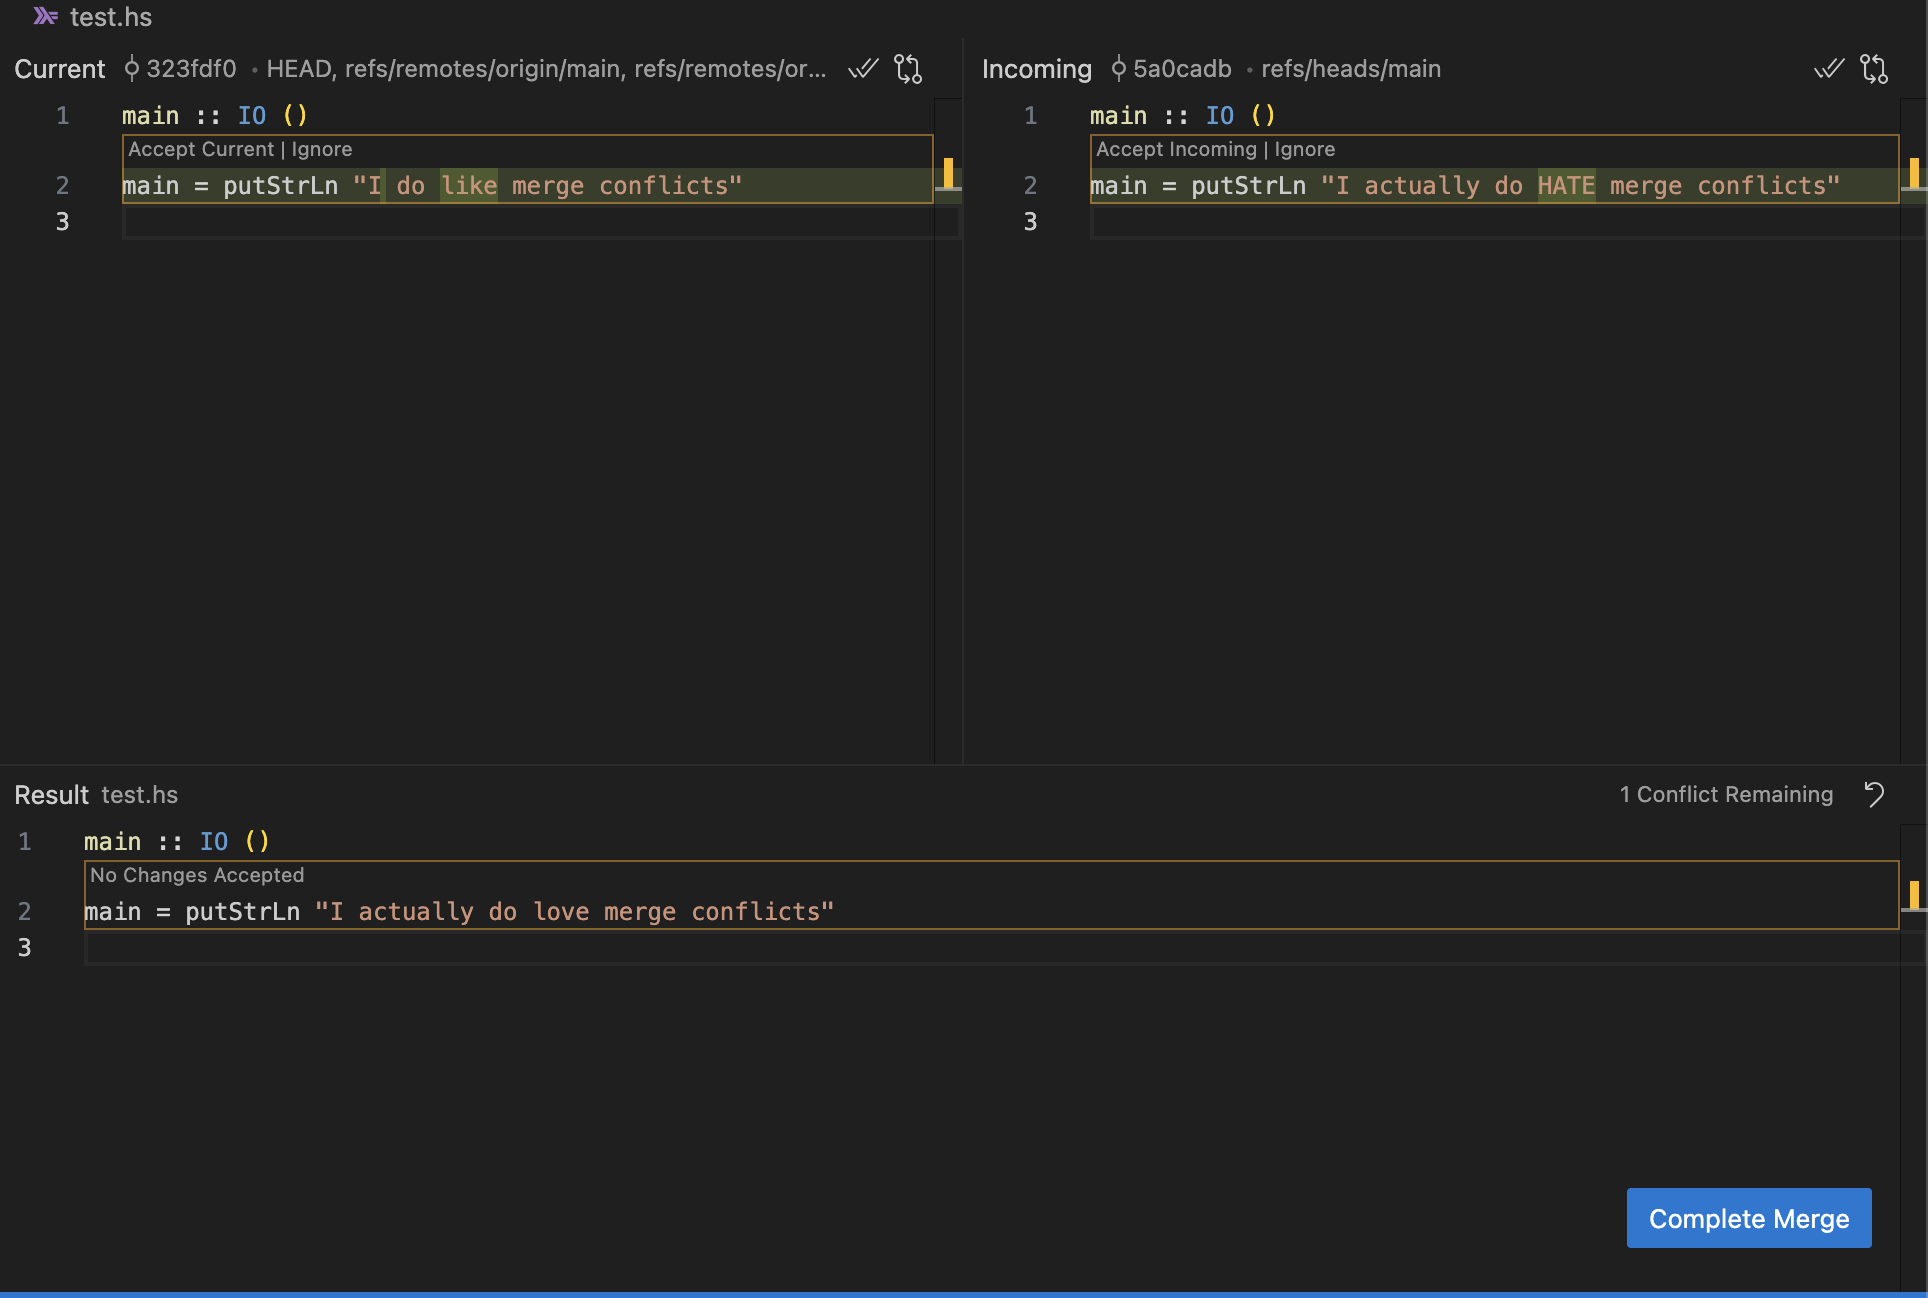 test.hs
Current 323fdf0 • HEAD, refs/remotes/origin/main, refs/remotes/or...
1 main :: IO ()
Accept Current | Ignore
2 main = putStrLn "I do like merge conflicts"
3
Incoming 5a0cadb • refs/heads/main
1 main :: IO ()
Accept Incoming | Ignore
2 main = putStrLn "I actually do HATE merge conflicts"
3
Result test.hs
1 Conflict Remaining
1 main :: IO ()
No Changes Accepted
2 main = putStrLn "I actually do love merge conflicts"
3
Complete Merge